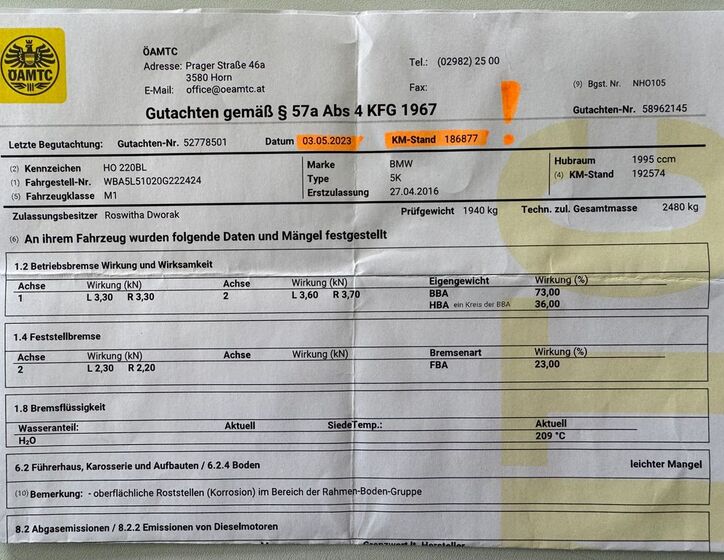 ÖAMTC
ÖAMTC
Adresse: Prager Straße 46a
3580 Horn
E-Mail: office@oeamtc.at
Tel.: (02982) 25 00
Fax:
(9) Bgst. Nr. NHO105
Gutachten gemäß § 57a Abs 4 KFG 1967
Gutachten-Nr. 58962145
Letzte Begutachtung: Gutachten-Nr. 52778501 Datum 03.05.2023 KM-Stand 186877 !
(2) Kennzeichen HO 220BL Marke BMW Hubraum 1995 ccm
(1) Fahrgestell-Nr. WBA5L51020G222424 Type 5K (4) KM-Stand 192574
(5) Fahrzeugklasse M1 Erstzulassung 27.04.2016
Zulassungsbesitzer Roswitha Dworak Prüfgewicht 1940 kg Techn. zul. Gesamtmasse 2480 kg
(6) An ihrem Fahrzeug wurden folgende Daten und Mängel festgestellt
1.2 Betriebsbremse Wirkung und Wirksamkeit
Achse Wirkung (kN) Achse Wirkung (kN) Eigengewicht Wirkung (%)
1 L 3,30 R 3,30 2 L 3,60 R 3,70 BBA 73,00
HBA ein Kreis der BBA 36,00
1.4 Feststellbremse
Achse Wirkung (kN) Achse Wirkung (kN) Bremsenart Wirkung (%)
2 L 2,30 R 2,20 FBA 23,00
1.8 Bremsflüssigkeit
Wasseranteil: Aktuell SiedeTemp.: Aktuell
H₂O 209 °C
6.2 Führerhaus, Karosserie und Aufbauten / 6.2.4 Boden leichter Mangel
(10) Bemerkung: - oberflächliche Roststellen (Korrosion) im Bereich der Rahmen-Boden-Gruppe
8.2 Abgasemissionen / 8.2.2 Emissionen von Dieselmotoren